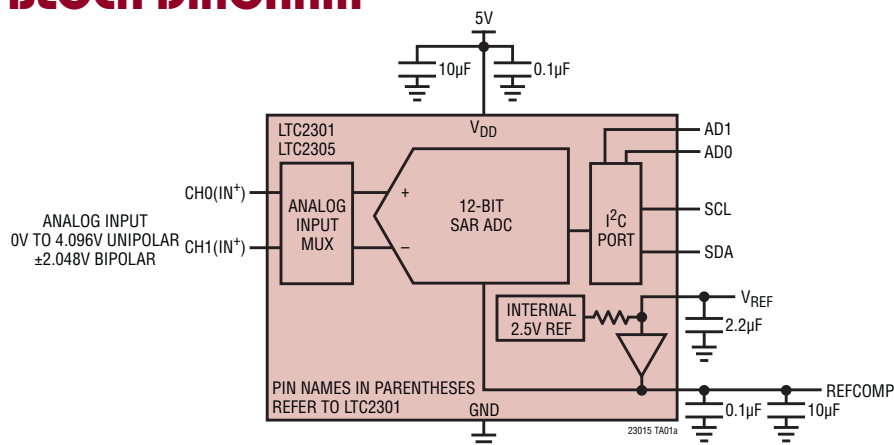 BLOCK DIAGRAM
5V
10µF
0.1µF
LTC2301
LTC2305
VDD
AD1
AD0
CH0(IN+)
ANALOG
INPUT
MUX
+
–
12-BIT
SAR ADC
I2C
PORT
SCL
SDA
ANALOG INPUT
0V TO 4.096V UNIPOLAR
±2.048V BIPOLAR
CH1(IN+)
INTERNAL
2.5V REF
VREF
2.2µF
PIN NAMES IN PARENTHESES
REFER TO LTC2301
GND
REFCOMP
0.1µF
10µF
23015 TA01a